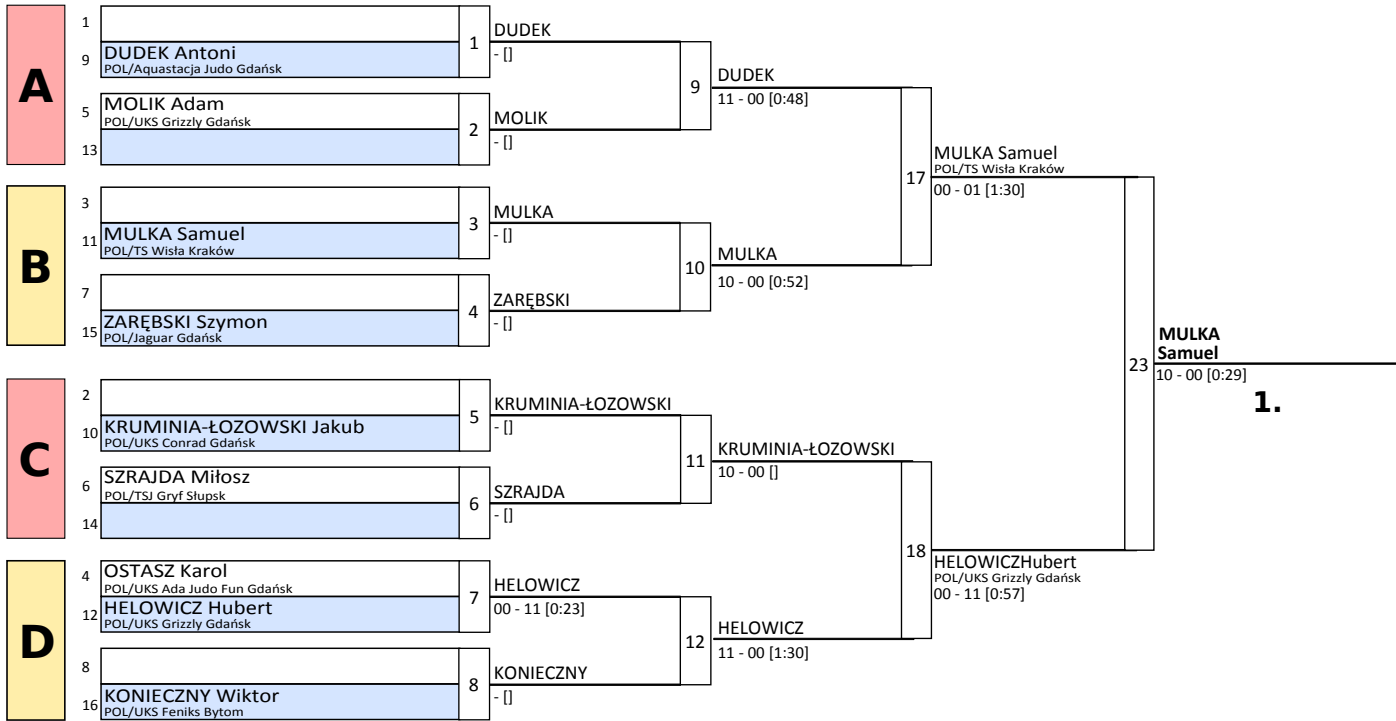 A
1
9
DUDEK Antoni
POL/Aquastacja Judo Gdańsk
1
DUDEK
- []
5
MOLIK Adam
POL/UKS Grizzly Gdańsk
13
2
MOLIK
- []
9
DUDEK
11 - 00 [0:48]
B
3
11
MULKA Samuel
POL/TS Wisła Kraków
3
MULKA
- []
7
15
ZARĘBSKI Szymon
POL/Jaguar Gdańsk
4
ZARĘBSKI
- []
10
MULKA
10 - 00 [0:52]
17
MULKA Samuel
POL/TS Wisła Kraków
00 - 01 [1:30]
C
2
10
KRUMINIA-ŁOZOWSKI Jakub
POL/UKS Conrad Gdańsk
5
KRUMINIA-ŁOZOWSKI
- []
6
SZRAJDA Miłosz
POL/TSJ Gryf Słupsk
14
6
SZRAJDA
- []
11
KRUMINIA-ŁOZOWSKI
10 - 00 []
D
4
OSTASZ Karol
POL/UKS Ada Judo Fun Gdańsk
12
HELOWICZ Hubert
POL/UKS Grizzly Gdańsk
7
HELOWICZ
00 - 11 [0:23]
8
16
KONIECZNY Wiktor
POL/UKS Feniks Bytom
8
KONIECZNY
- []
12
HELOWICZ
11 - 00 [1:30]
18
HELOWICZHubert
POL/UKS Grizzly Gdańsk
00 - 11 [0:57]
23
MULKA
Samuel
10 - 00 [0:29]
1.